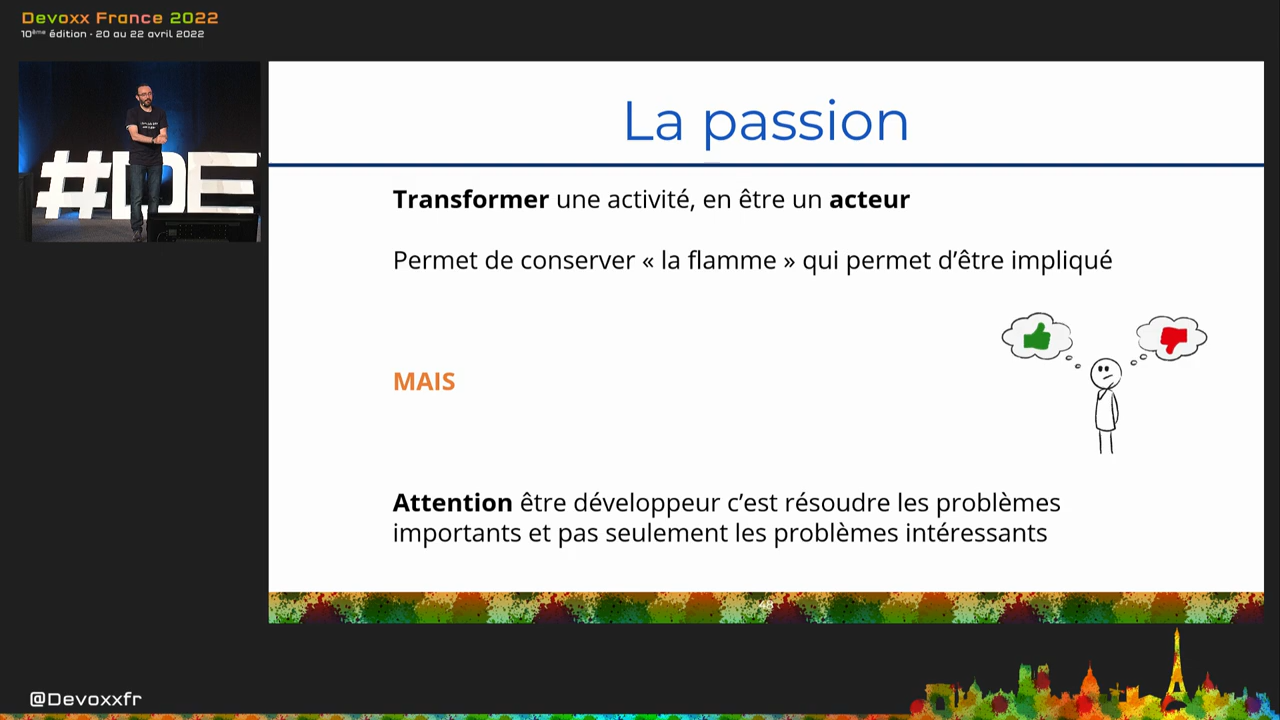 Devoxx France 2022
10ème édition - 20 au 22 avril 2022
#DE
La passion
Transformer une activité, en être un acteur
Permet de conserver « la flamme » qui permet d’être impliqué
MAIS
Attention être développeur c’est résoudre les problèmes
importants et pas seulement les problèmes intéressants
@Devoxxfr